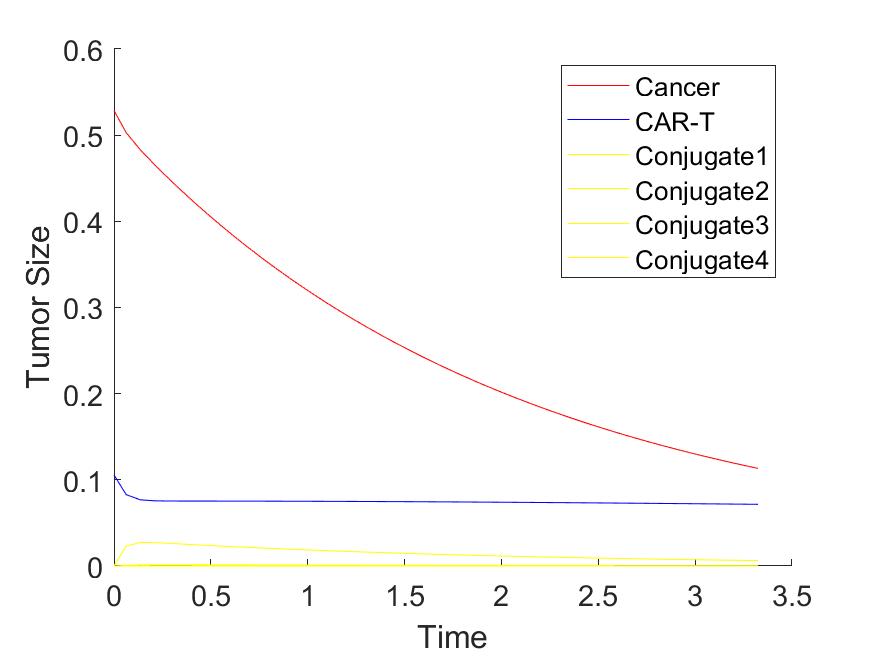 0.6
0.5
0.4
0.3
0.2
0.1
0
Tumor Size
Cancer
CAR-T
Conjugate1
Conjugate2
Conjugate3
Conjugate4
0 0.5 1 1.5 2 2.5 3 3.5
Time